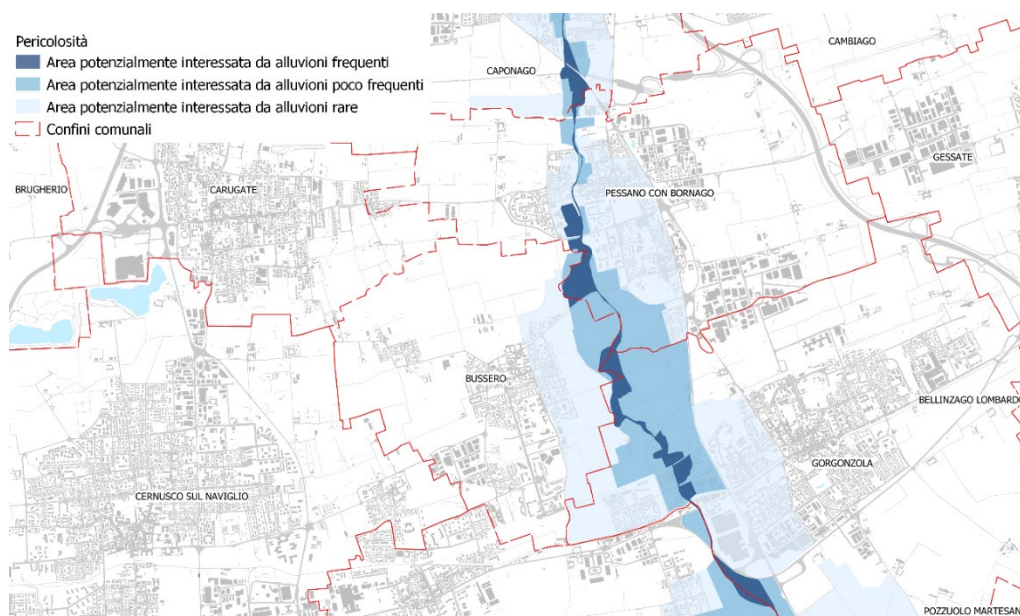 Pericolosità
Area potenzialmente interessata da alluvioni frequenti
Area potenzialmente interessata da alluvioni poco frequenti
Area potenzialmente interessata da alluvioni rare
Confini comunali
CAMBIAGO
CAPONAGO
GESSATE
BRUGHERIO
CARUGATE
PESSANO CON BORNAGO
BUSSERO
BELLINZAGO LOMBARDO
GORGONZOLA
CERNUSCO SUL NAVIGLIO
POZZUOLO MARTESAN